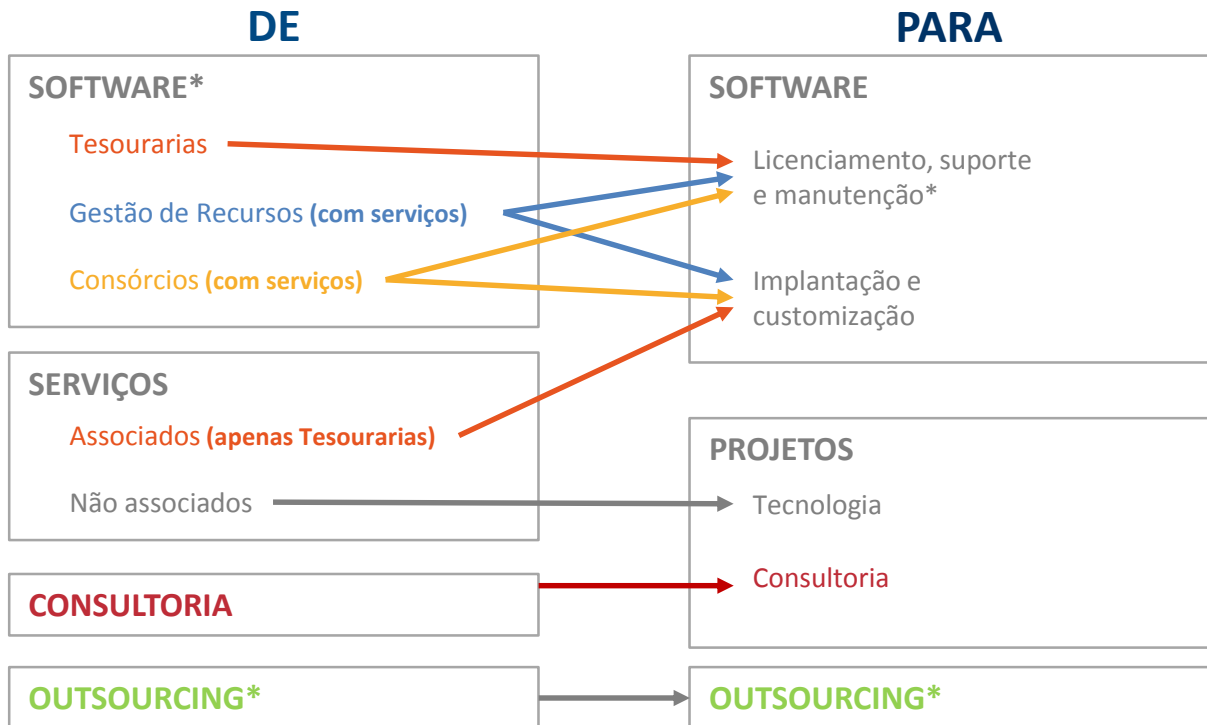 DE
SOFTWARE*
Tesourarias
Gestão de Recursos (com serviços)
Consórcios (com serviços)
SERVIÇOS
Associados (apenas Tesourarias)
Não associados
CONSULTORIA
OUTSOURCING*
PARA
SOFTWARE
Licenciamento, suporte
e manutenção*
Implantação e
customização
PROJETOS
Tecnologia
Consultoria
OUTSOURCING*